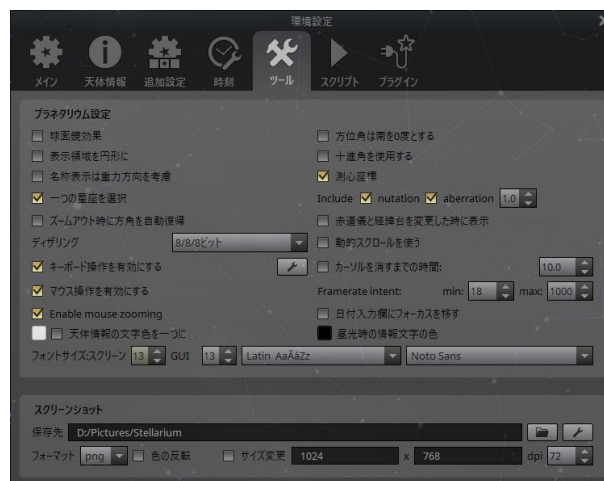 環境設定
メイン 天体情報 追加設定 時刻 ツール スクリプト プラグイン
プラネタリウム設定
球面鏡効果 方位角は南を0度とする
表示領域を円形に 十進角を使用する
名称表示は重力方向を考慮 測心座標
一つの星座を選択 Include nutation aberration 1.0
ズームアウト時に方角を自動復帰 赤道儀と経緯台を変更した時に表示
ディザリング 8/8/8ビット 動的スクロールを使う
キーボード操作を有効にする カーソルを消すまでの時間: 10.0
マウス操作を有効にする Framerate intent: min: 18 max: 1000
Enable mouse zooming 日付入力欄にフォーカスを移す
天体情報の文字色を一つに 昼光時の情報文字の色
フォントサイズ:スクリーン 13 GUI 13 Latin AaÃáZz Noto Sans
スクリーンショット
保存先 D:/Pictures/Stellarium
フォーマット png 色の反転 サイズ変更 1024 x 768 dpi 72